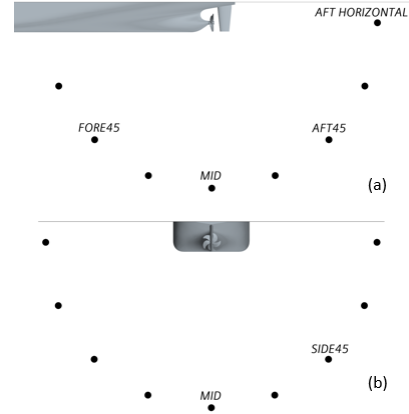 AFT HORIZONTAL
FORE45
AFT45
MID
(a)
SIDE45
MID
(b)